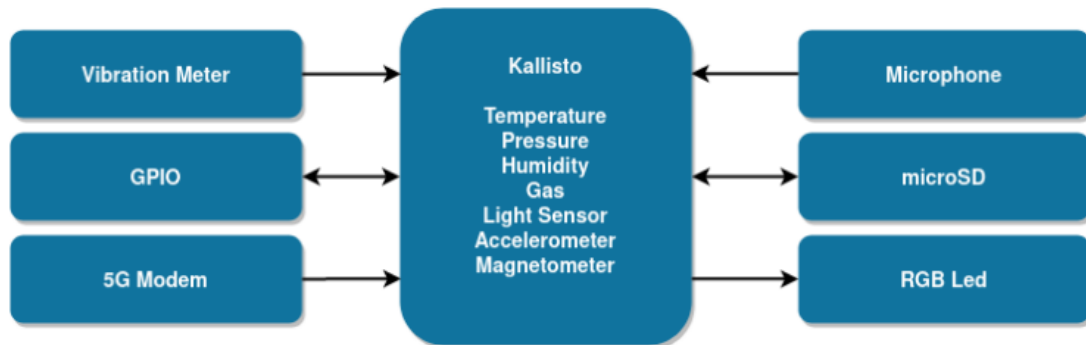 Vibration Meter
GPIO
5G Modem
Kallisto
Temperature
Pressure
Humidity
Gas
Light Sensor
Accelerometer
Magnetometer
Microphone
microSD
RGB Led